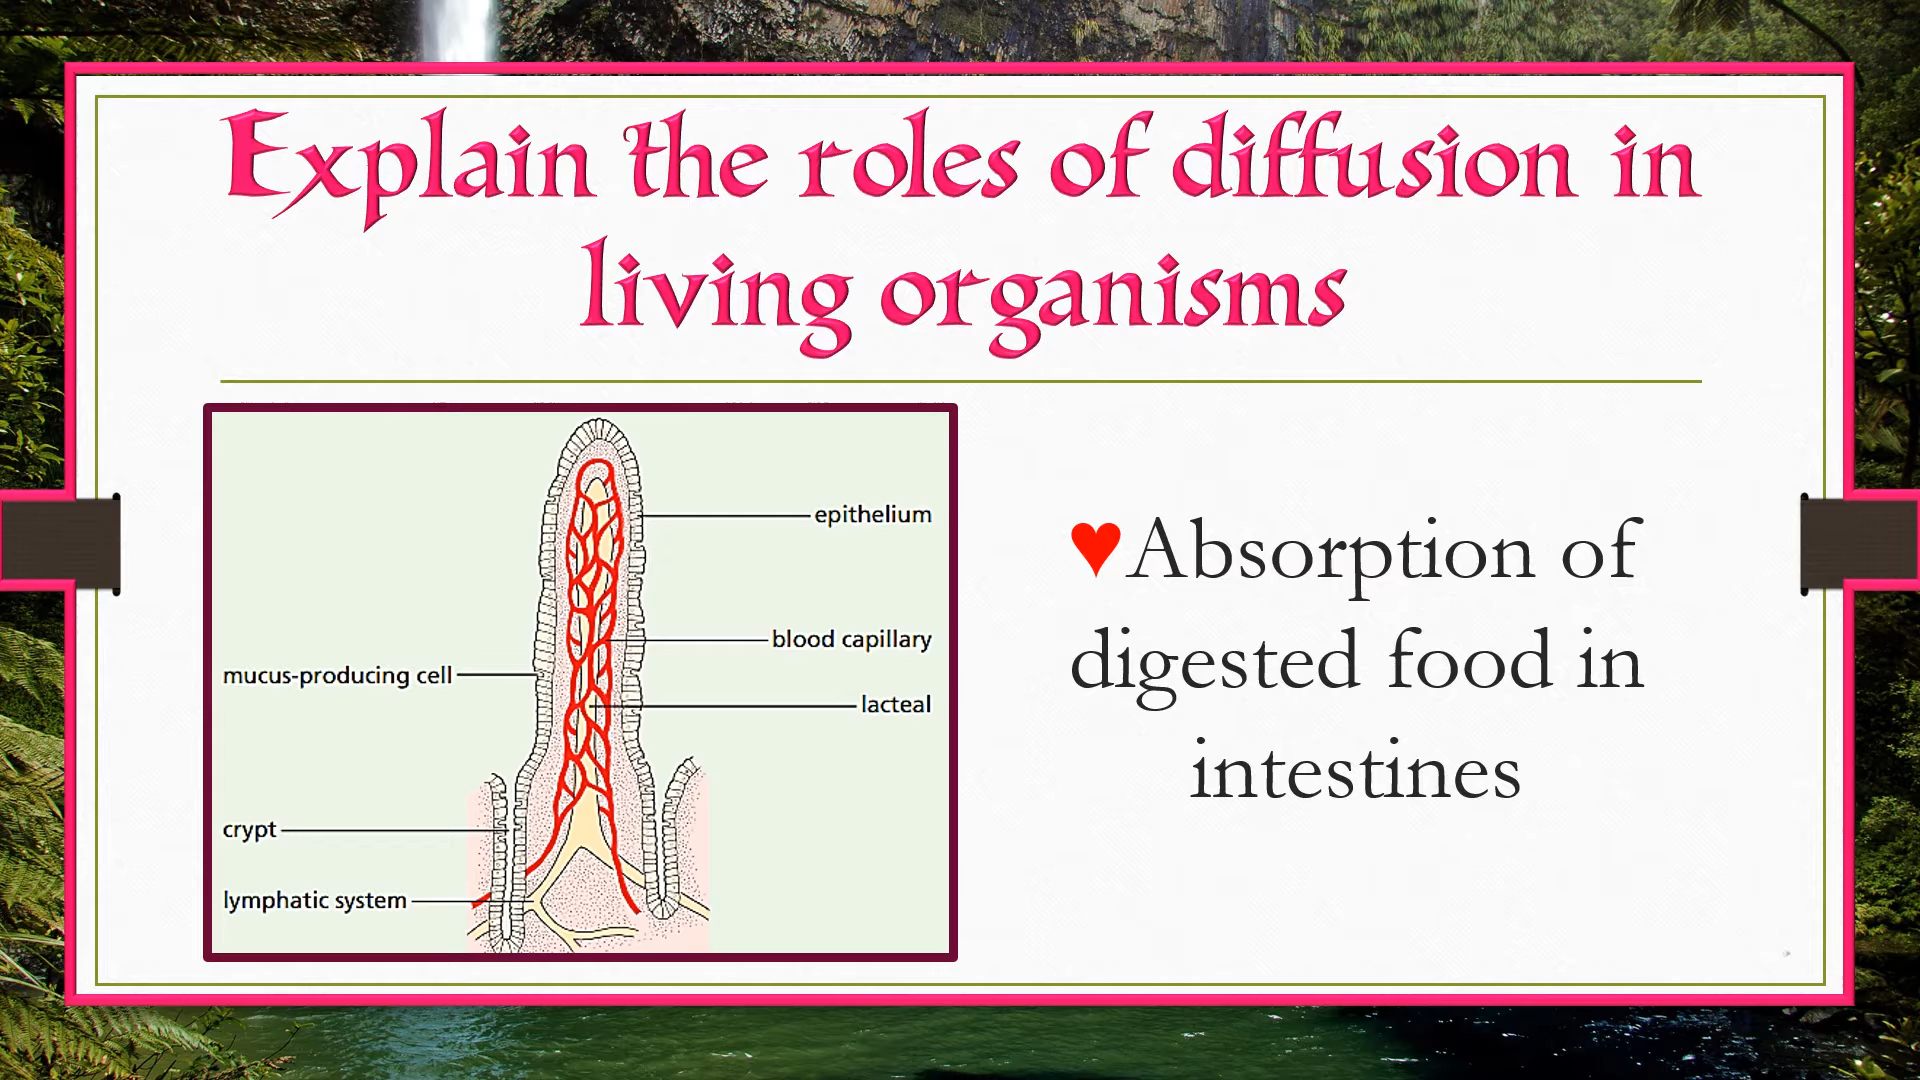 Explain the roles of diffusion in
living organisms
epithelium
blood capillary
mucus-producing cell
lacteal
crypt
lymphatic system
♥Absorption of
digested food in
intestines